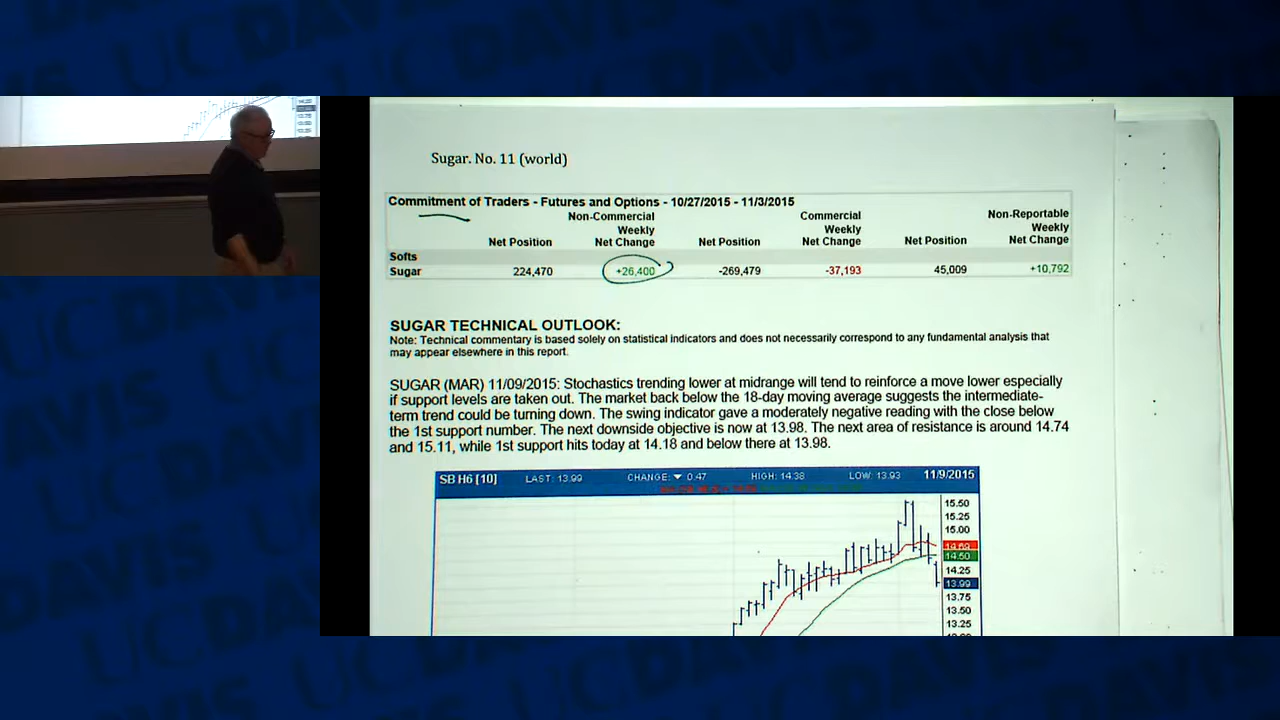 Sugar. No. 11 (world)
Commitment of Traders - Futures and Options - 10/27/2015 - 11/3/2015
Non-Commercial Commercial Non-Reportable
Weekly Weekly Weekly
Net Position Net Change Net Position Net Change Net Position Net Change
Softs
Sugar 224,470 +26,400 -269,479 -37,193 45,009 +10,792
SUGAR TECHNICAL OUTLOOK:
Note: Technical commentary is based solely on statistical indicators and does not necessarily correspond to any fundamental analysis that
may appear elsewhere in this report.
SUGAR (MAR) 11/09/2015: Stochastics trending lower at midrange will tend to reinforce a move lower especially
if support levels are taken out. The market back below the 18-day moving average suggests the intermediate-
term trend could be turning down. The swing indicator gave a moderately negative reading with the close below
the 1st support number. The next downside objective is now at 13.98. The next area of resistance is around 14.74
and 15.11, while 1st support hits today at 14.18 and below there at 13.98.
SB H6 [10] LAST: 13.99 CHANGE: ▼ 0.47 HIGH: 14.38 LOW: 13.93 11/9/2015
15.50
15.25
15.00
14.50
14.25
13.99
13.75
13.50
13.25
UC DAVIS